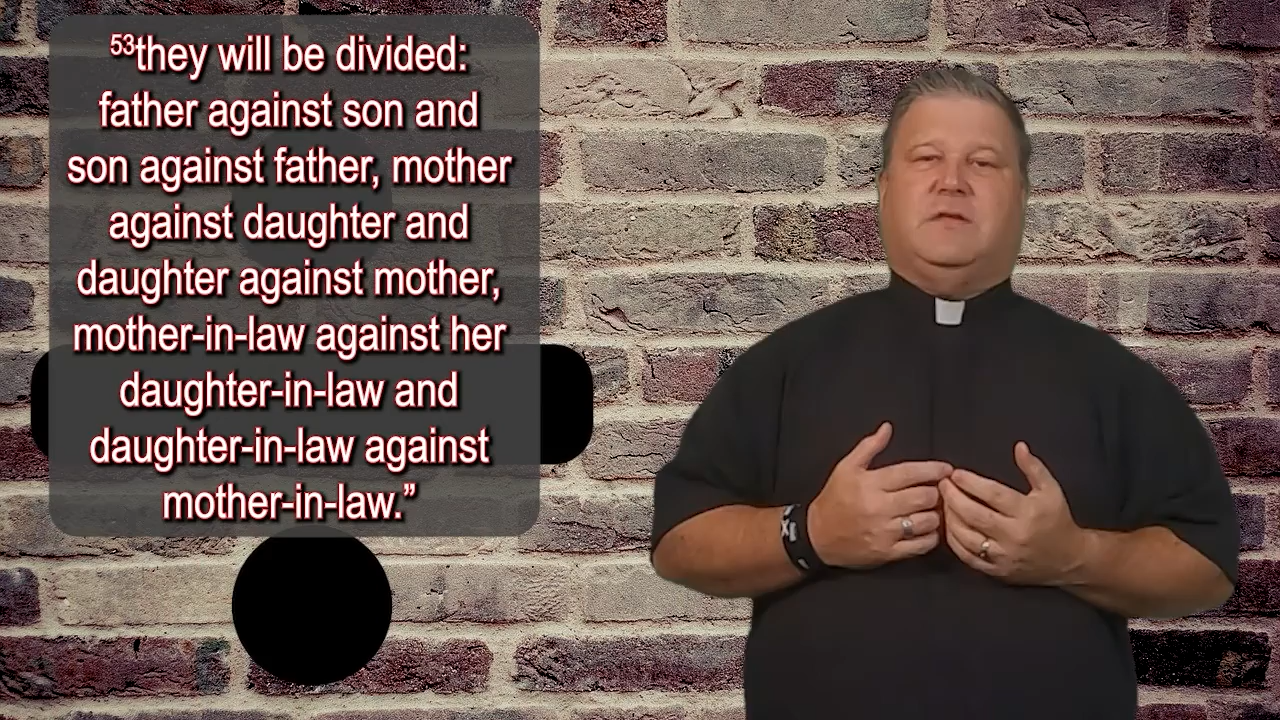 ⁵³they will be divided:
father against son and
son against father, mother
against daughter and
daughter against mother,
mother-in-law against her
daughter-in-law and
daughter-in-law against
mother-in-law.”